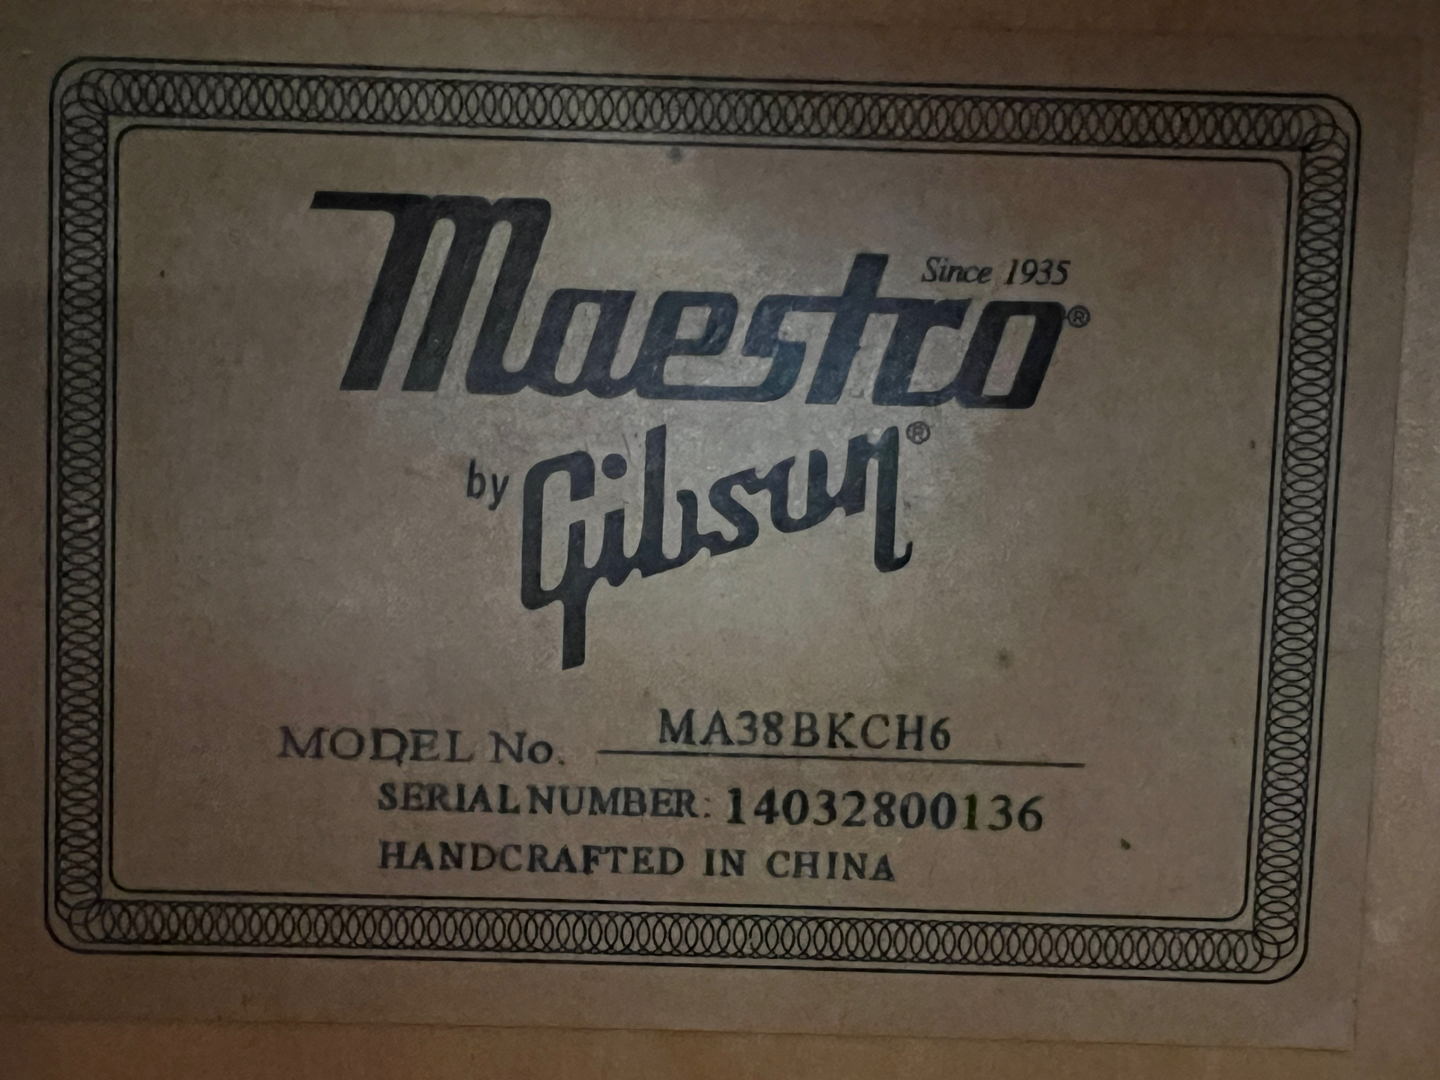 Since 1935
Maestro®
by Gibson®
MODEL No. MA38BKCH6
SERIAL NUMBER: 14032800136
HANDCRAFTED IN CHINA